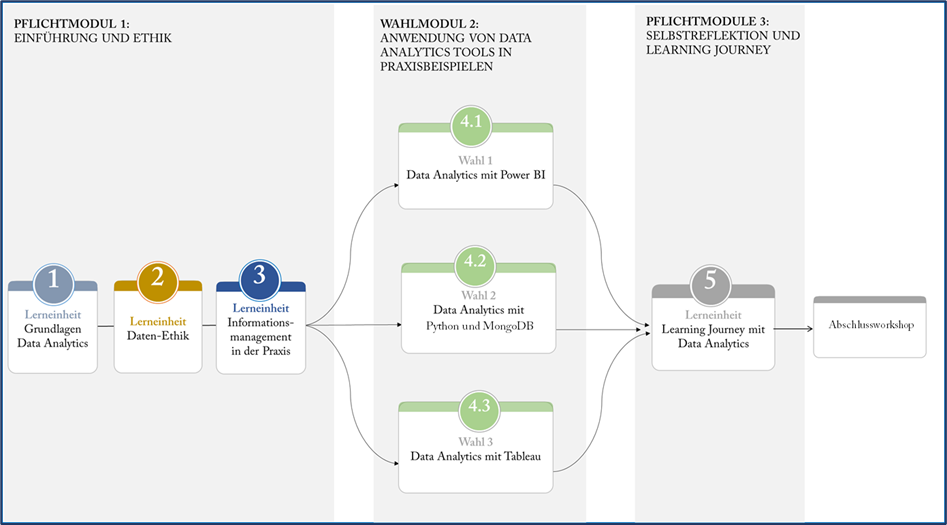 PFLICHTMODUL 1:
EINFÜHRUNG UND ETHIK
1
Lerneinheit
Grundlagen
Data Analytics
2
Lerneinheit
Daten-Ethik
3
Lerneinheit
Informations-
management
in der Praxis
WAHLMODUL 2:
ANWENDUNG VON DATA
ANALYTICS TOOLS IN
PRAXISBEISPIELEN
4.1
Wahl 1
Data Analytics mit Power BI
4.2
Wahl 2
Data Analytics mit
Python und MongoDB
4.3
Wahl 3
Data Analytics mit Tableau
PFLICHTMODULE 3:
SELBSTREFLEKTION UND
LEARNING JOURNEY
5
Lerneinheit
Learning Journey mit
Data Analytics
Abschlussworkshop